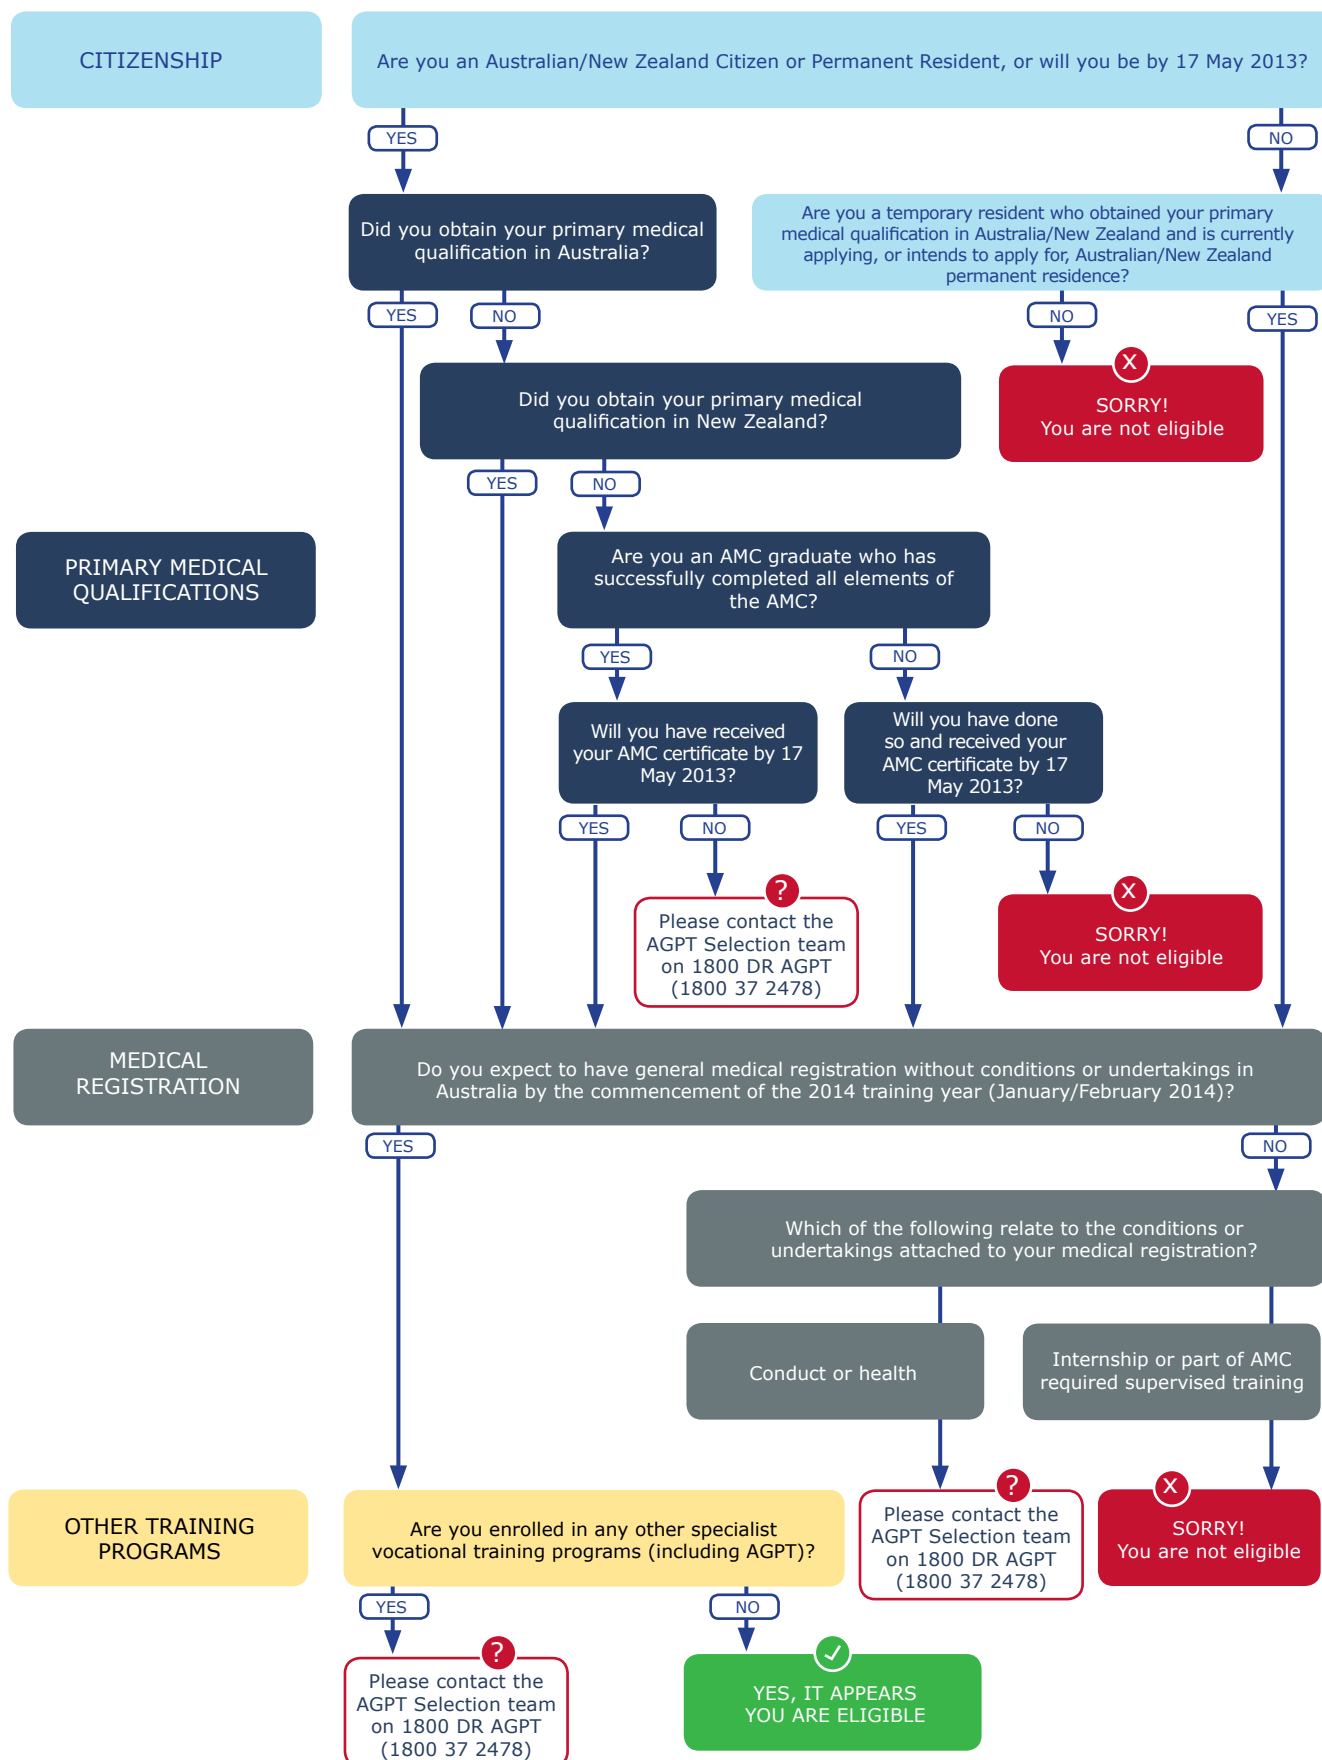 CITIZENSHIP
Are you an Australian/New Zealand Citizen or Permanent Resident, or will you be by 17 May 2013?
YES
NO
Did you obtain your primary medical
qualification in Australia?
Are you a temporary resident who obtained your primary
medical qualification in Australia/New Zealand and is currently
applying, or intends to apply for, Australian/New Zealand
permanent residence?
YES
NO
NO
YES
Did you obtain your primary medical
qualification in New Zealand?
X
SORRY!
You are not eligible
YES
NO
PRIMARY MEDICAL
QUALIFICATIONS
Are you an AMC graduate who has
successfully completed all elements of
the AMC?
YES
NO
Will you have received
your AMC certificate by 17
May 2013?
Will you have done
so and received your
AMC certificate by 17
May 2013?
YES
NO
YES
NO
?
Please contact the
AGPT Selection team
on 1800 DR AGPT
(1800 37 2478)
X
SORRY!
You are not eligible
MEDICAL
REGISTRATION
Do you expect to have general medical registration without conditions or undertakings in
Australia by the commencement of the 2014 training year (January/February 2014)?
YES
NO
Which of the following relate to the conditions or
undertakings attached to your medical registration?
Conduct or health
Internship or part of AMC
required supervised training
OTHER TRAINING
PROGRAMS
Are you enrolled in any other specialist
vocational training programs (including AGPT)?
?
Please contact the
AGPT Selection team
on 1800 DR AGPT
(1800 37 2478)
X
SORRY!
You are not eligible
YES
NO
?
Please contact the
AGPT Selection team
on 1800 DR AGPT
(1800 37 2478)
YES, IT APPEARS
YOU ARE ELIGIBLE